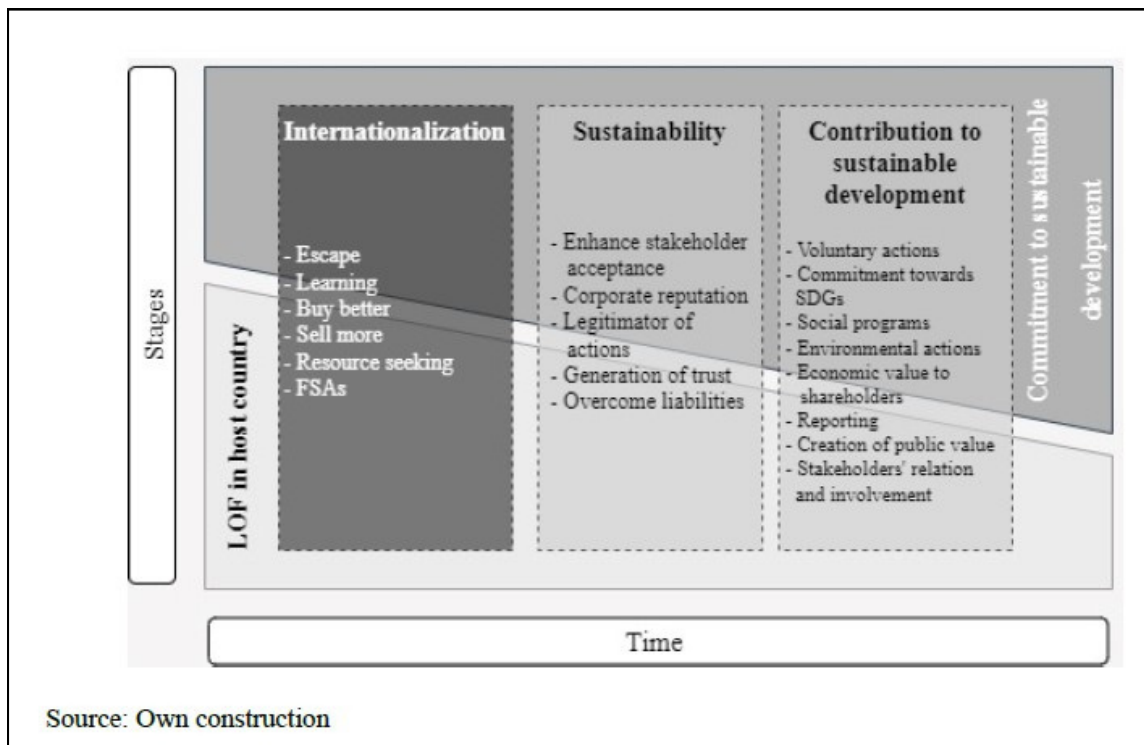 Stages
LOF in host country
Internationalization
- Escape
- Learning
- Buy better
- Sell more
- Resource seeking
- FSAs
Sustainability
- Enhance stakeholder
acceptance
- Corporate reputation
- Legitimator of
actions
- Generation of trust
- Overcome liabilities
Contribution to
sustainable
development
- Voluntary actions
- Commitment towards
SDGs
- Social programs
- Environmental actions
- Economic value to
shareholders
- Reporting
- Creation of public value
- Stakeholders' relation
and involvement
Commitment to sustainable
development
Time
Source: Own construction